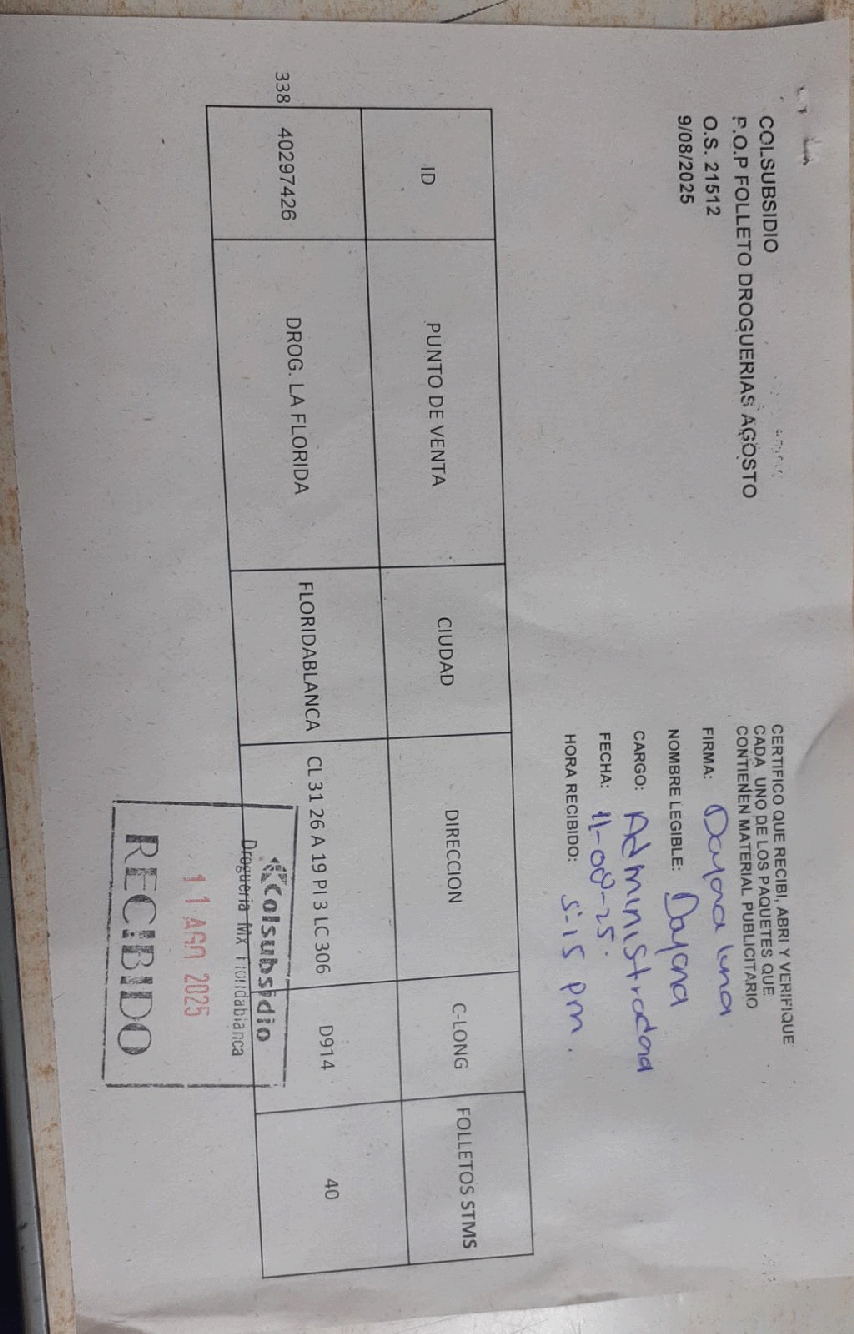 COLSUBSIDIO
P.O.P FOLLETO DROGUERIAS AGOSTO
O.S. 21512
9/08/2025
CERTIFICO QUE RECIBI, ABRI Y VERIFIQUE
CADA UNO DE LOS PAQUETES QUE
CONTIENEN MATERIAL PUBLICITARIO
FIRMA: Dayana Luna
NOMBRE LEGIBLE: Dayana
CARGO: Administradora
FECHA: 11-08-25.
HORA RECIBIDO: 5:15 pm.
ID PUNTO DE VENTA CIUDAD DIRECCION C-LONG FOLLETOS STMS
338 40297426 DROG. LA FLORIDA FLORIDABLANCA CL 31 26 A 19 PI 3 LC 306 D914 40
Colsubsidio
Drogueria Mx Floridablanca
11 AGO 2025
RECIBIDO